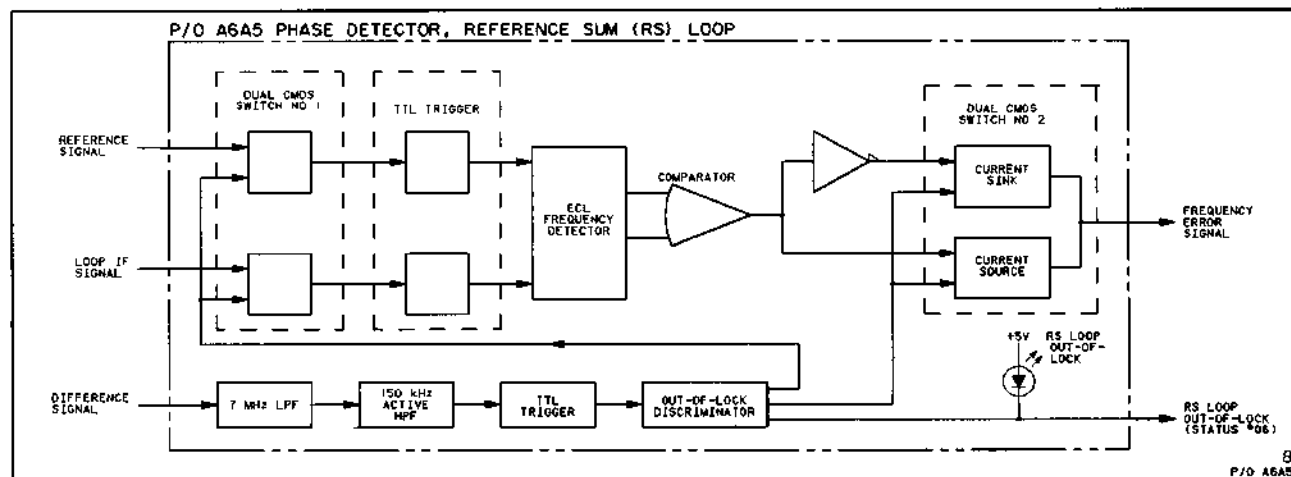 P/O A6A5 PHASE DETECTOR, REFERENCE SUM (RS) LOOP
DUAL CMOS
SWITCH NO 1
TTL TRIGGER
DUAL CMOS
SWITCH NO 2
REFERENCE
SIGNAL
COMPARATOR
CURRENT
SINK
ECL
FREQUENCY
DETECTOR
FREQUENCY
ERROR
SIGNAL
LOOP IF
SIGNAL
CURRENT
SOURCE
+5V
RS LOOP
OUT-OF-
LOCK
DIFFERENCE
SIGNAL
7 MHz LPF
150 kHz
ACTIVE
HPF
TTL
TRIGGER
OUT-OF-LOCK
DISCRIMINATOR
RS LOOP
OUT-OF-LOCK
(STATUS #06)
8
P/O A6A5